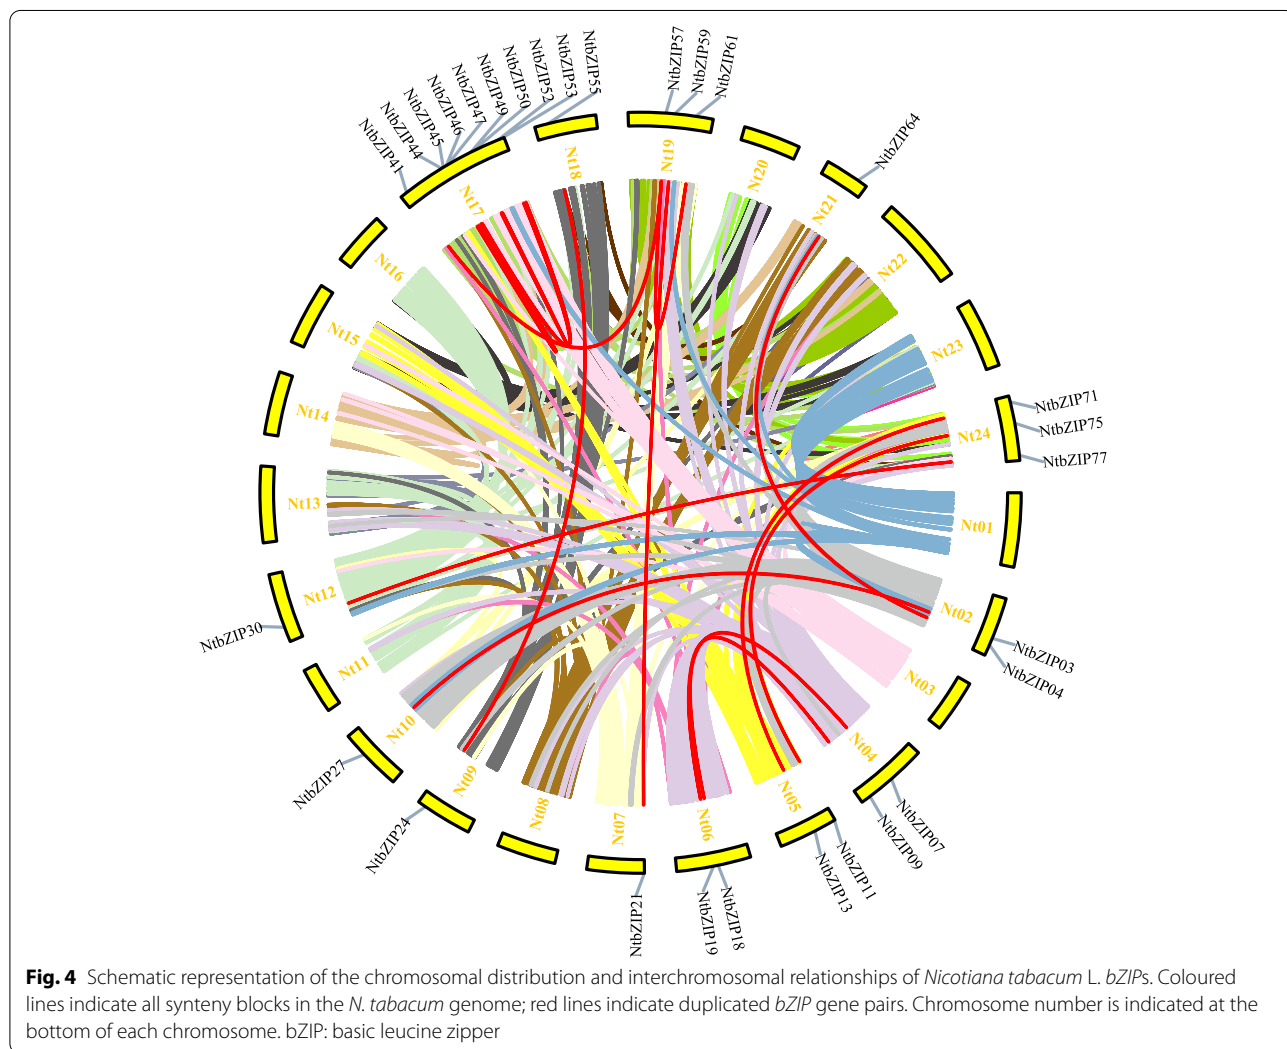 NtbZIP41
NtbZIP44
NtbZIP45
NtbZIP46
NtbZIP47
NtbZIP49
NtbZIP50
NtbZIP52
NtbZIP53
NtbZIP55
NtbZIP57
NtbZIP59
NtbZIP61
NtbZIP64
NtbZIP71
NtbZIP75
NtbZIP77
NtbZIP03
NtbZIP04
NtbZIP07
NtbZIP09
NtbZIP11
NtbZIP13
NtbZIP18
NtbZIP19
NtbZIP21
NtbZIP24
NtbZIP27
NtbZIP30
Nt01
Nt02
Nt03
Nt04
Nt05
Nt06
Nt07
Nt08
Nt09
Nt10
Nt11
Nt12
Nt13
Nt14
Nt15
Nt16
Nt17
Nt18
Nt19
Nt20
Nt21
Nt22
Nt23
Nt24
Fig. 4 Schematic representation of the chromosomal distribution and interchromosomal relationships of Nicotiana tabacum L. bZIPs. Coloured
lines indicate all synteny blocks in the N. tabacum genome; red lines indicate duplicated bZIP gene pairs. Chromosome number is indicated at the
bottom of each chromosome. bZIP: basic leucine zipper